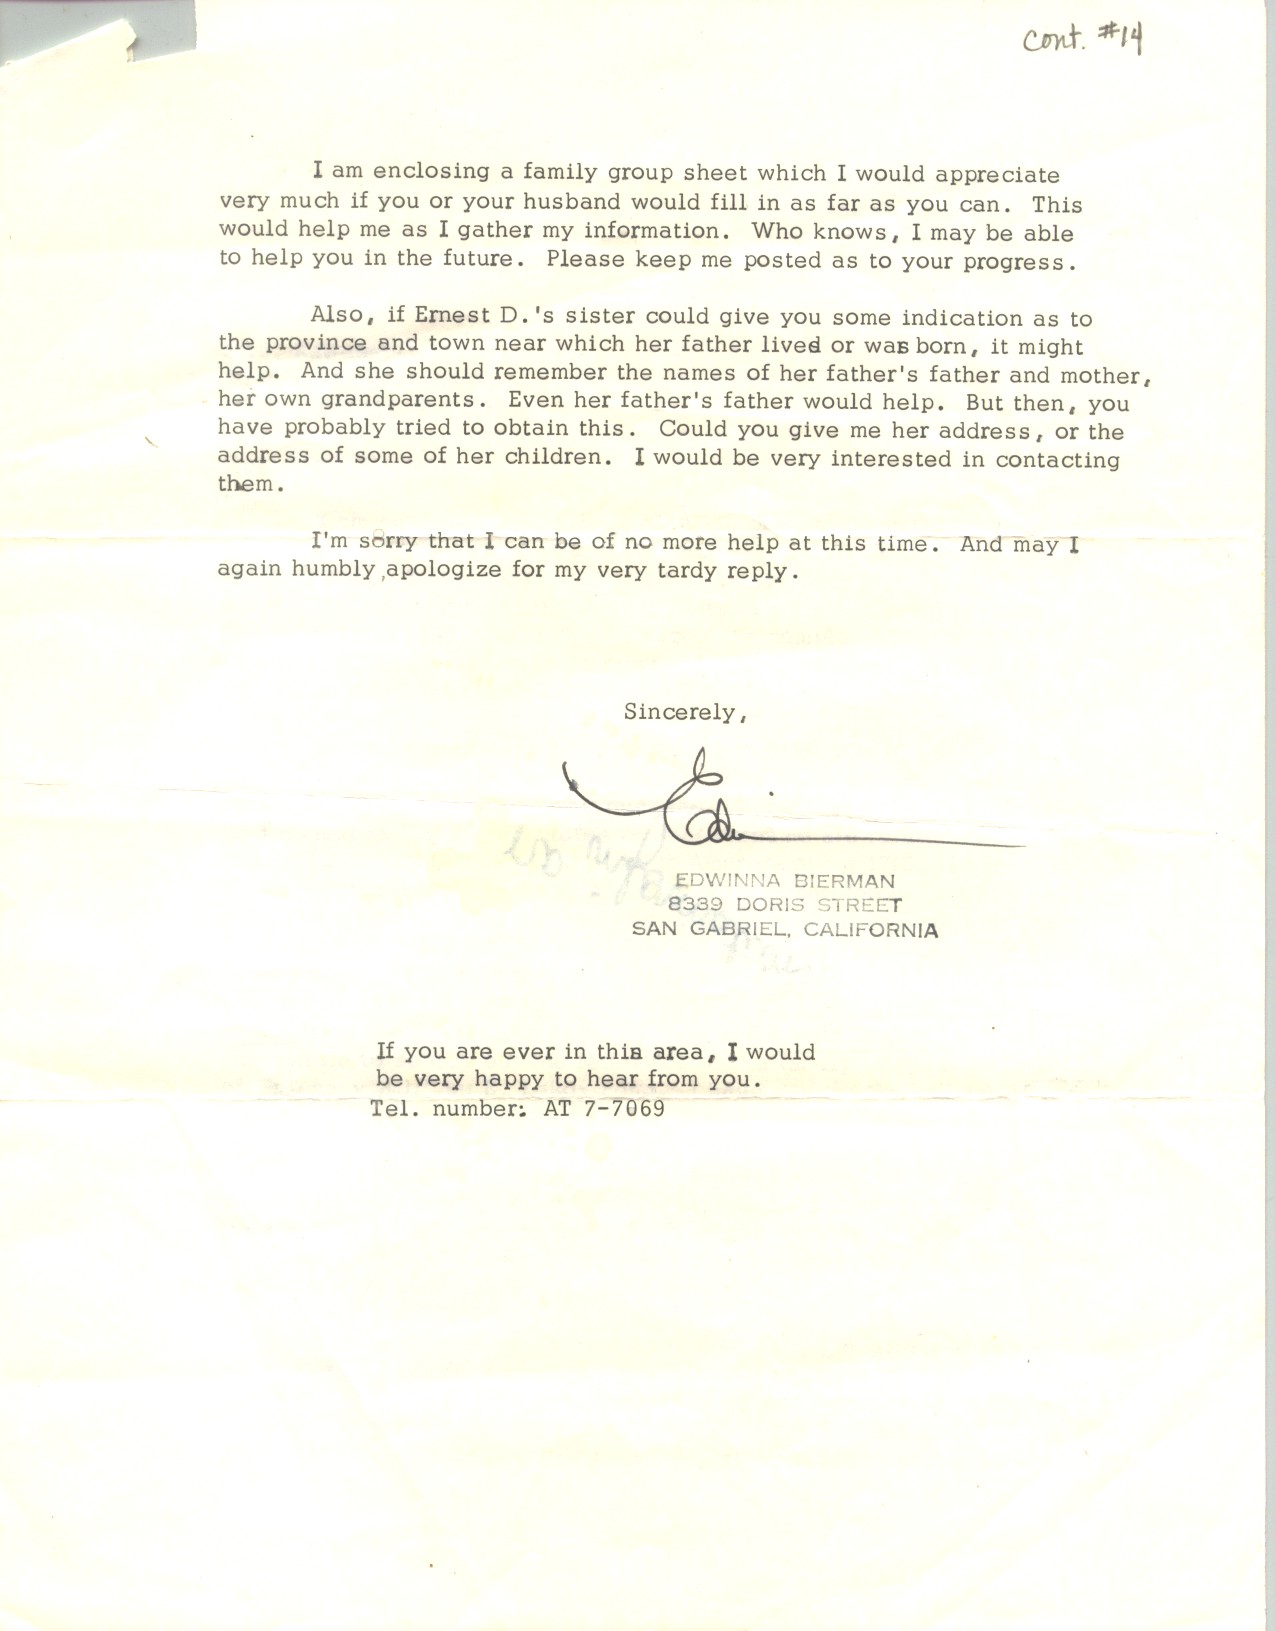 cont. #14
I am enclosing a family group sheet which I would appreciate
very much if you or your husband would fill in as far as you can. This
would help me as I gather my information. Who knows, I may be able
to help you in the future. Please keep me posted as to your progress.
Also, if Ernest D.'s sister could give you some indication as to
the province and town near which her father lived or was born, it might
help. And she should remember the names of her father's father and mother,
her own grandparents. Even her father's father would help. But then, you
have probably tried to obtain this. Could you give me her address, or the
address of some of her children. I would be very interested in contacting
them.
I'm sorry that I can be of no more help at this time. And may I
again humbly,apologize for my very tardy reply.
Sincerely,
Edwi
EDWINNA BIERMAN
8339 DORIS STREET
SAN GABRIEL, CALIFORNIA
If you are ever in this area, I would
be very happy to hear from you.
Tel. number: AT 7-7069